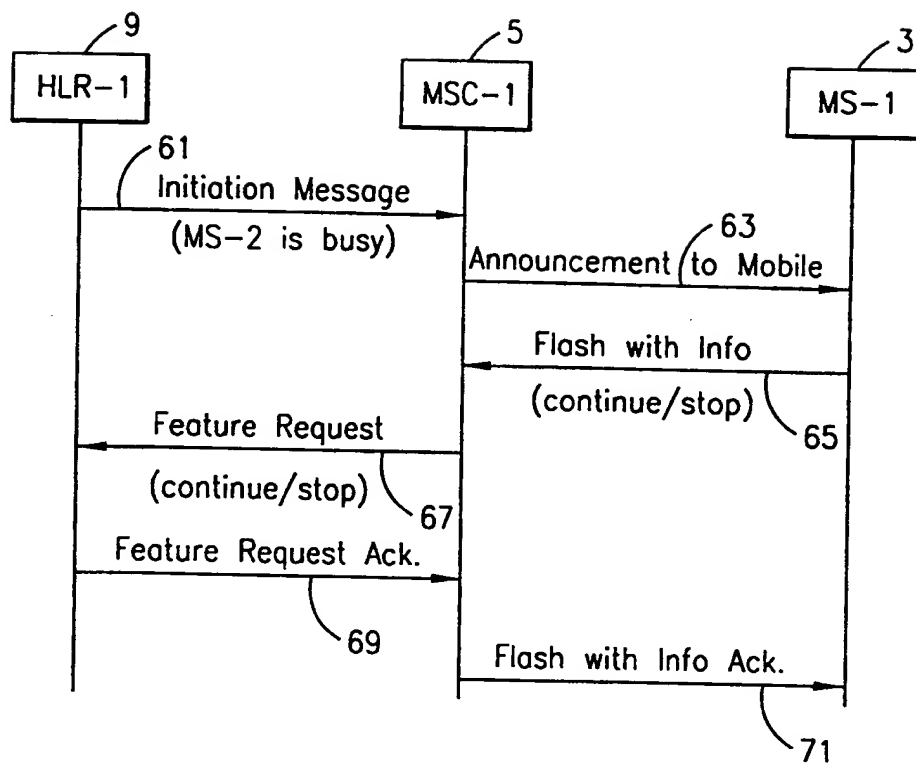 9
5
3
HLR-1
MSC-1
MS-1
61
Initiation Message
(MS-2 is busy)
63
Announcement to Mobile
Flash with Info
(continue/stop)
65
Feature Request
(continue/stop)
67
Feature Request Ack.
69
Flash with Info Ack.
71